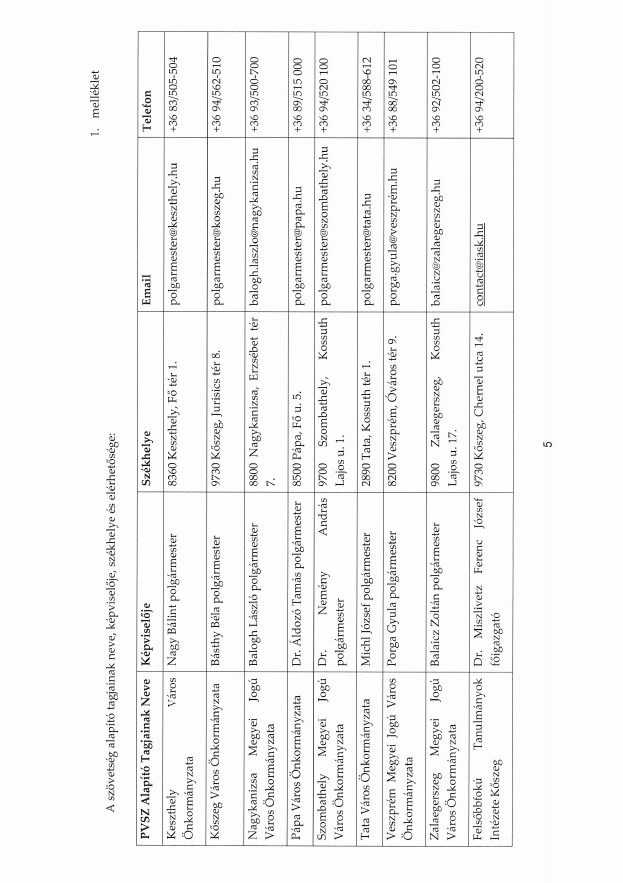 1. melléklet
A szövetség alapító tagjainak neve, képviselője, székhelye és elérhetősége:
PVSZ Alapító Tagjainak Neve Képviselője Székhelye Email Telefon
Keszthely Város Nagy Bálint polgármester 8360 Keszthely, Fő tér 1. polgarmester@keszthely.hu +36 83/505-504
Önkormányzata
Kőszeg Város Önkormányzata Básthy Béla polgármester 9730 Kőszeg, Jurisics tér 8. polgarmester@koszeg.hu +36 94/562-510
Nagykanizsa Megyei Jogú Balogh László polgármester 8800 Nagykanizsa, Erzsébet tér balogh.laszlo@nagykanizsa.hu +36 93/500-700
Város Önkormányzata 7.
Pápa Város Önkormányzata Dr. Áldozó Tamás polgármester 8500 Pápa, Fő u. 5. polgarmester@papa.hu +36 89/515 000
Szombathely Megyei Jogú Dr. Nemény András 9700 Szombathely, Kossuth polgarmester@szombathely.hu +36 94/520 100
Város Önkormányzata polgármester Lajos u. 1.
Tata Város Önkormányzata Michl József polgármester 2890 Tata, Kossuth tér 1. polgarmester@tata.hu +36 34/588-612
Veszprém Megyei Jogú Város Porga Gyula polgármester 8200 Veszprém, Óváros tér 9. porga.gyula@veszprém.hu +36 88/549 101
Önkormányzata
Zalaegerszeg Megyei Jogú Balaicz Zoltán polgármester 9800 Zalaegerszeg, Kossuth balaicz@zalaegerszeg.hu +36 92/502-100
Város Önkormányzata Lajos u. 17.
Felsőbbfokú Tanulmányok Dr. Miszlivetz Ferenc József 9730 Kőszeg, Chernel utca 14. contact@iask.hu +36 94/200-520
Intézete Kőszeg főigazgató
5